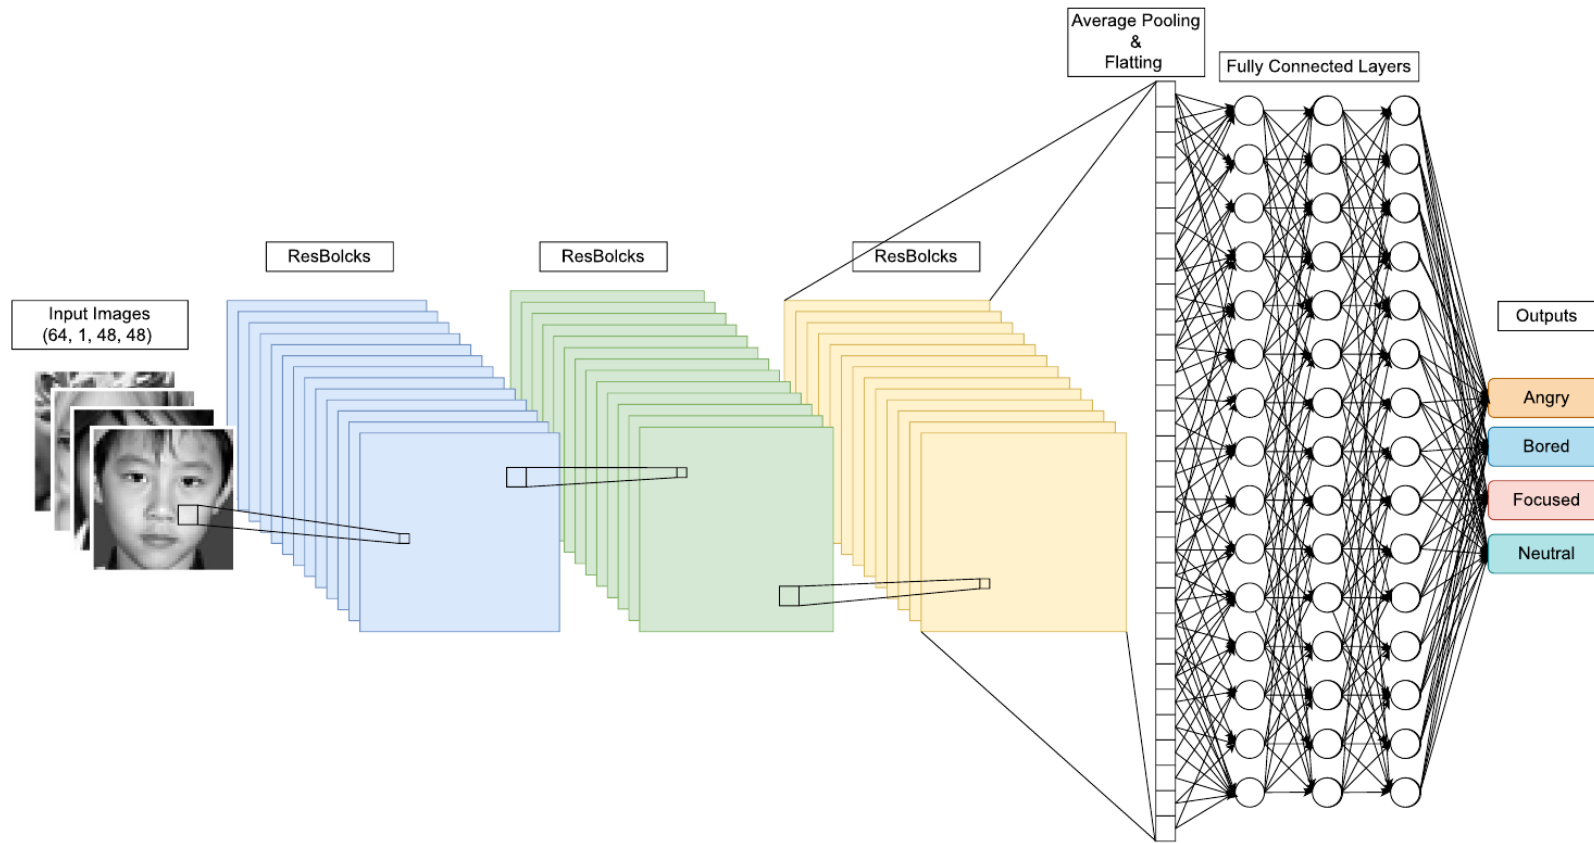 Average Pooling
&
Flatting
Fully Connected Layers
ResBolcks
ResBolcks
ResBolcks
Input Images
(64, 1, 48, 48)
Outputs
Angry
Bored
Focused
Neutral